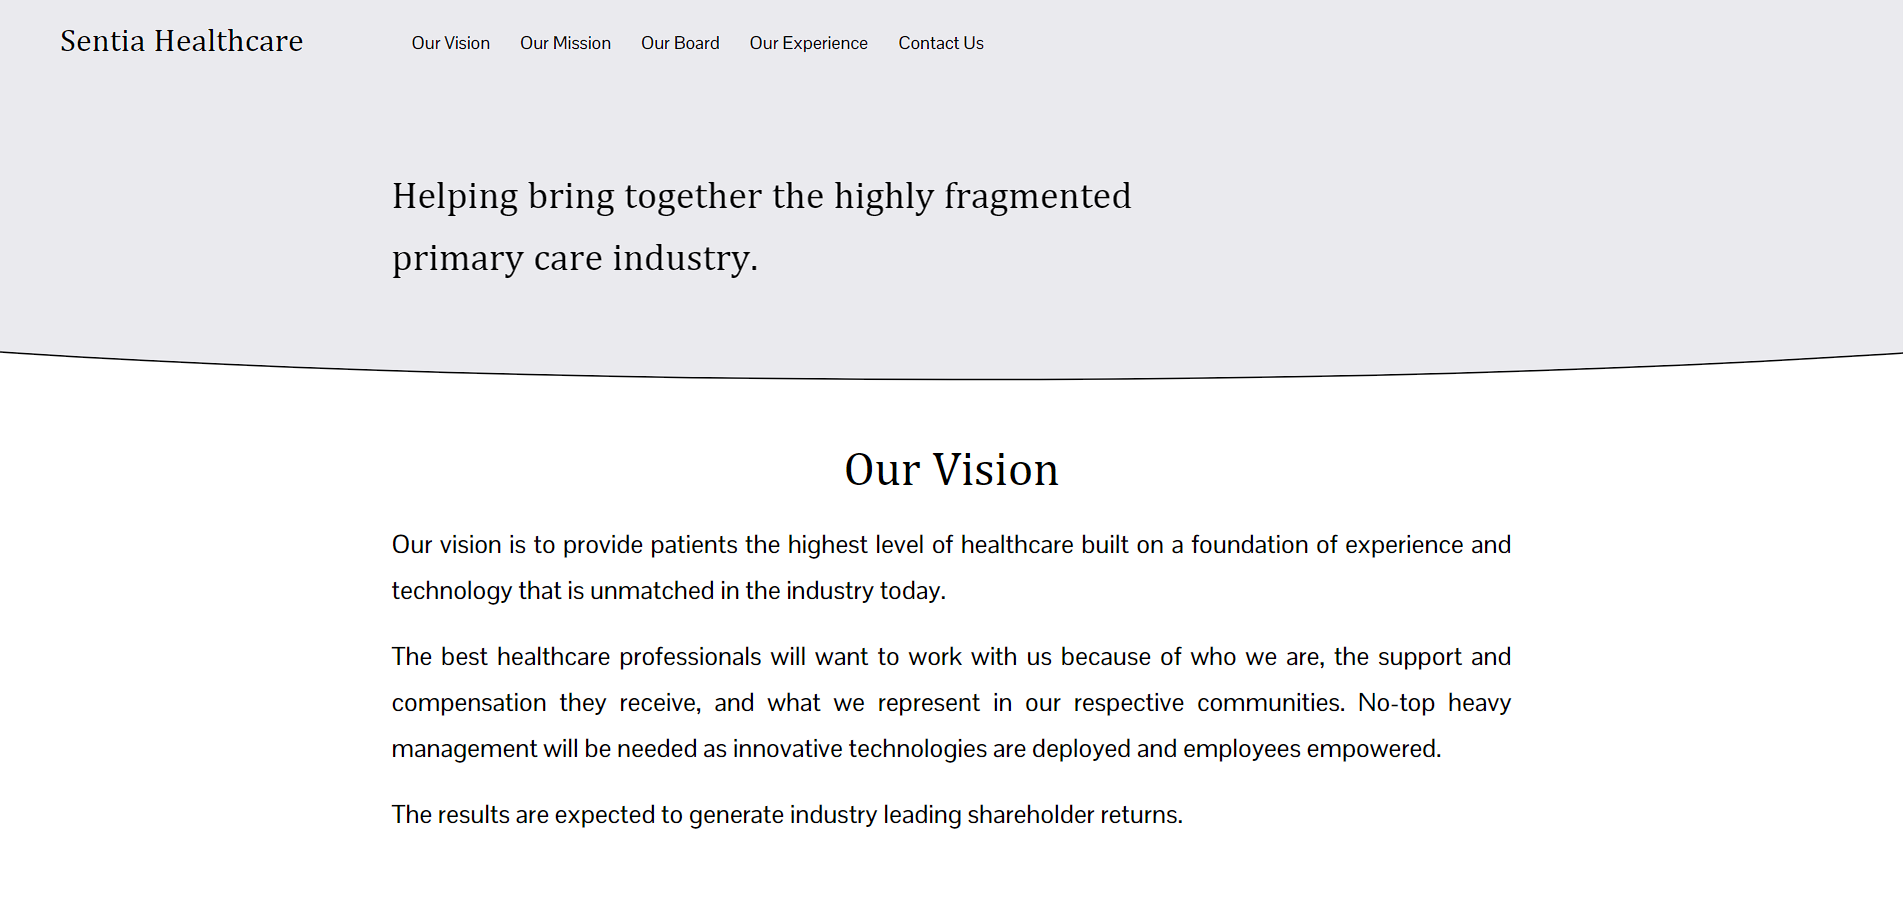 Sentia Healthcare
Our Vision Our Mission Our Board Our Experience Contact Us
Helping bring together the highly fragmented
primary care industry.
Our Vision
Our vision is to provide patients the highest level of healthcare built on a foundation of experience and
technology that is unmatched in the industry today.
The best healthcare professionals will want to work with us because of who we are, the support and
compensation they receive, and what we represent in our respective communities. No-top heavy
management will be needed as innovative technologies are deployed and employees empowered.
The results are expected to generate industry leading shareholder returns.